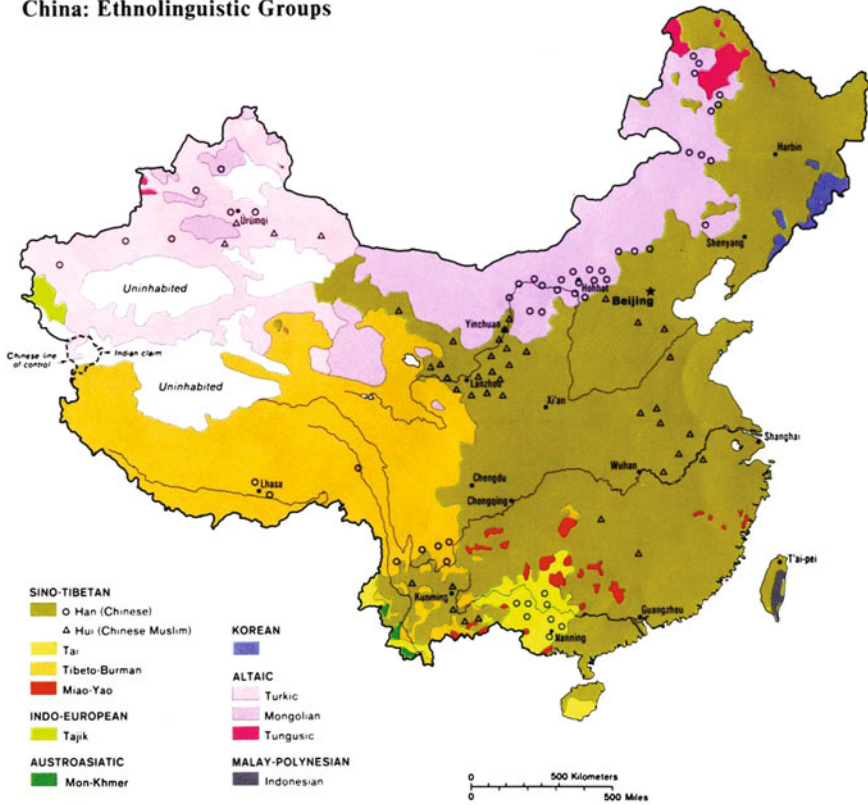 China: Ethnolinguistic Groups
Harbin
Ürümqi
Shenyang
Uninhabited
Hohhot
Beijing
Yinchuan
Chinese line
of control
Indian claim
Uninhabited
Lanzhou
Xi'an
Shanghai
Wuhan
Lhasa
Chengdu
Chongqing
T'ai-pei
Kunming
Guangzhou
Nanning
SINO-TIBETAN
Han (Chinese)
Hui (Chinese Muslim)
Tai
Tibeto-Burman
Miao-Yao
INDO-EUROPEAN
Tajik
AUSTROASIATIC
Mon-Khmer
KOREAN
ALTAIC
Turkic
Mongolian
Tungusic
MALAY-POLYNESIAN
Indonesian
0 500 Kilometers
0 500 Miles